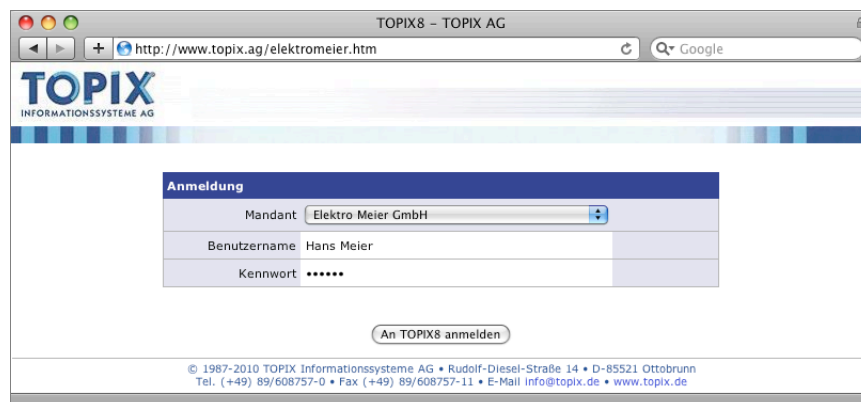 TOPIX8 – TOPIX AG
http://www.topix.ag/elektromeier.htm
Google
TOPIX
INFORMATIONSSYSTEME AG
Anmeldung
Mandant Elektro Meier GmbH
Benutzername Hans Meier
Kennwort ••••••
An TOPIX8 anmelden
© 1987-2010 TOPIX Informationssysteme AG • Rudolf-Diesel-Straße 14 • D-85521 Ottobrunn
Tel. (+49) 89/608757-0 • Fax (+49) 89/608757-11 • E-Mail info@topix.de • www.topix.de